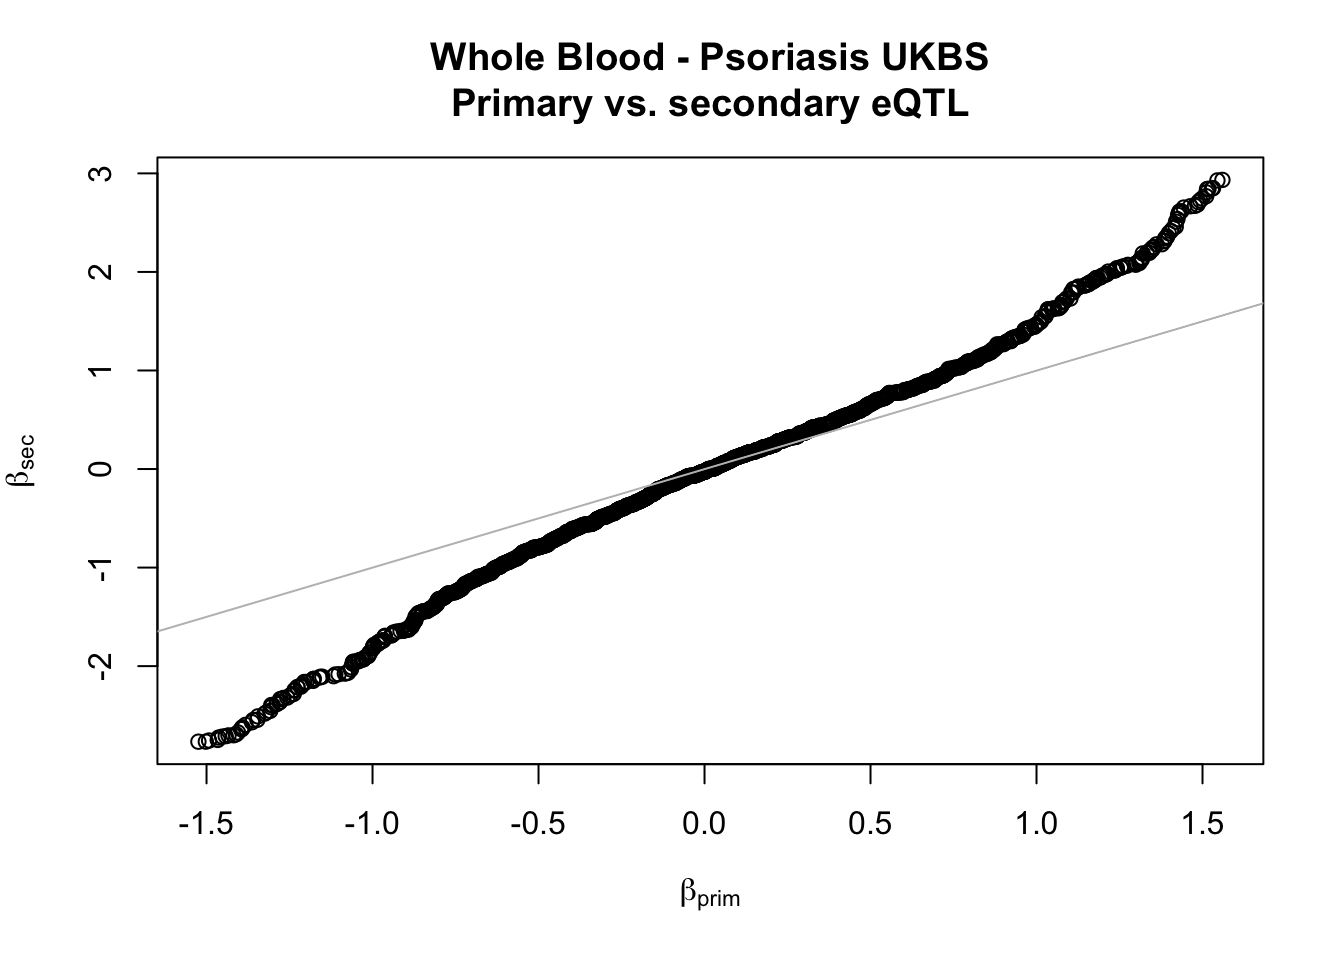 Whole Blood - Psoriasis UKBS
Primary vs. secondary eQTL
3
2
1
0
-1
-2
βsec
-1.5 -1.0 -0.5 0.0 0.5 1.0 1.5
βprim